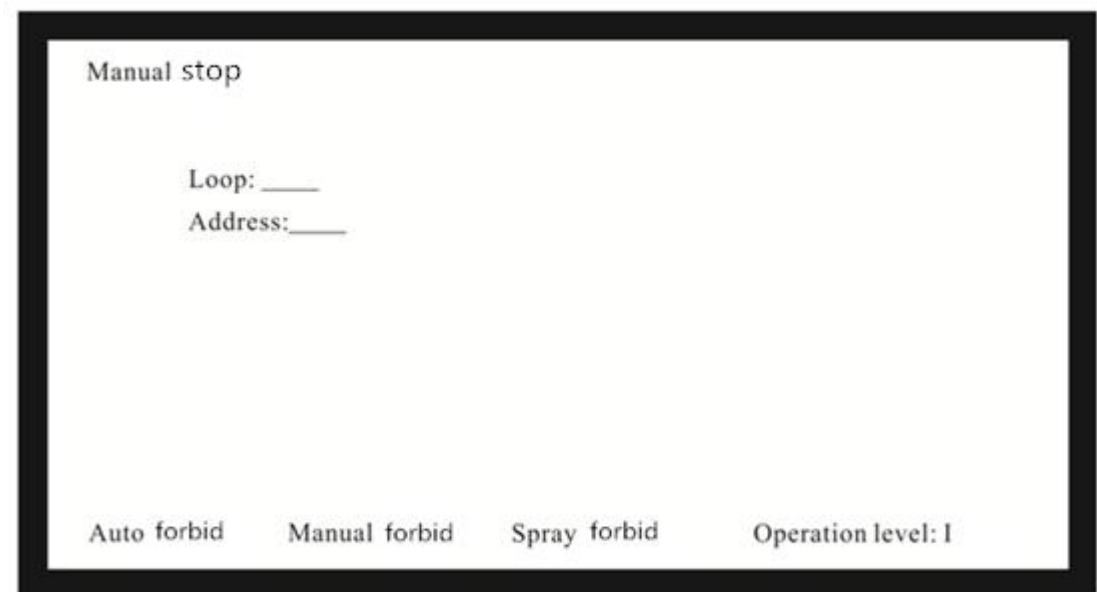 Manual stop
Loop: ____
Address:____
Auto forbid Manual forbid Spray forbid Operation level: I